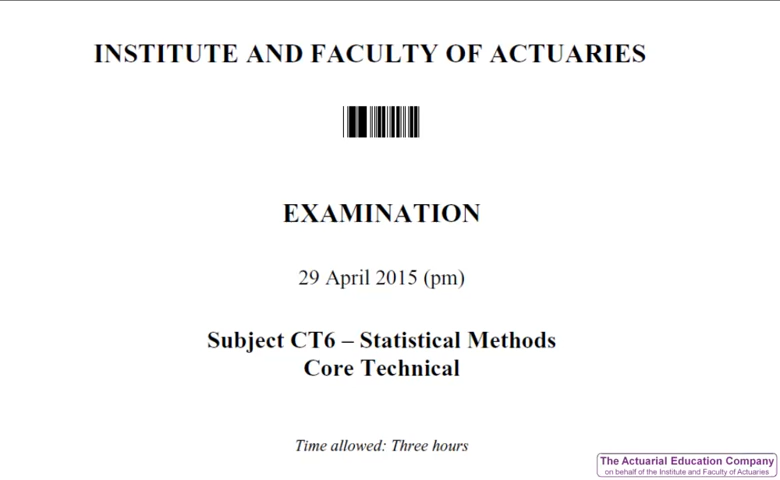 INSTITUTE AND FACULTY OF ACTUARIES
EXAMINATION
29 April 2015 (pm)
Subject CT6 – Statistical Methods
Core Technical
Time allowed: Three hours
The Actuarial Education Company
on behalf of the Institute and Faculty of Actuaries